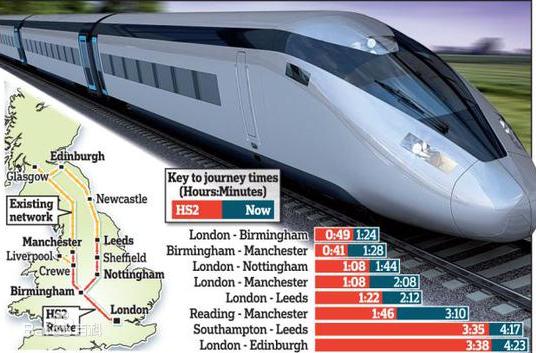 Edinburgh
Glasgow
Existing
network
Newcastle
Manchester
Leeds
Liverpool
Sheffield
Crewe
Nottingham
Birmingham
HS2
Route
London
Key to journey times
(Hours:Minutes)
HS2 Now
London - Birmingham 0:49 1:24
Birmingham - Manchester 0:41 1:28
London - Nottingham 1:08 1:44
London - Manchester 1:08 2:08
London - Leeds 1:22 2:12
Reading - Manchester 1:46 3:10
Southampton - Leeds 3:35 4:17
London - Edinburgh 3:38 4:23